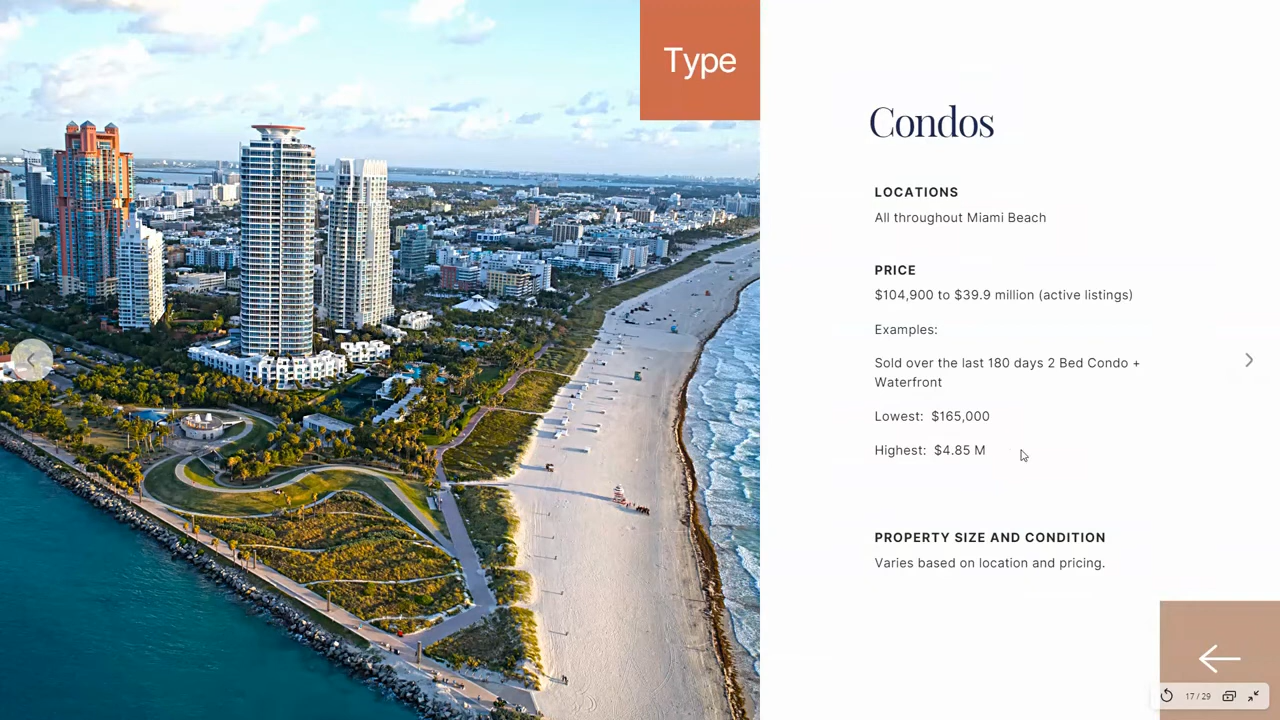 Type
Condos
LOCATIONS
All throughout Miami Beach
PRICE
$104,900 to $39.9 million (active listings)
Examples:
Sold over the last 180 days 2 Bed Condo +
Waterfront
Lowest:  $165,000
Highest:  $4.85 M
PROPERTY SIZE AND CONDITION
Varies based on location and pricing.
17 / 29